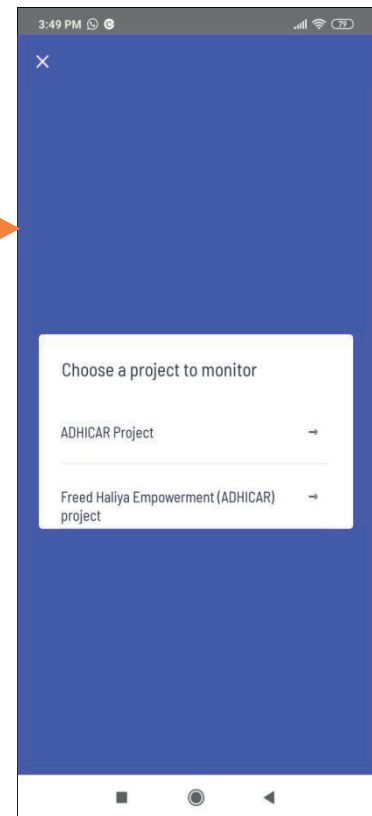 3:49 PM
79
Choose a project to monitor
ADHICAR Project
Freed Haliya Empowerment (ADHICAR)
project